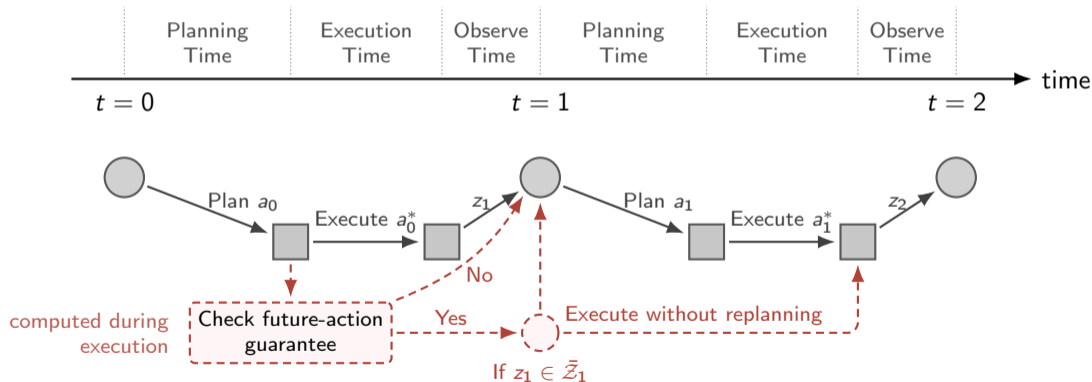 Planning
Time
Execution
Time
Observe
Time
Planning
Time
Execution
Time
Observe
Time
time
t = 0
t = 1
t = 2
Plan a₀
Execute a₀*
z₁
Plan a₁
Execute a₁*
z₂
No
computed during
execution
Check future-action
guarantee
Yes
Execute without replanning
If z₁ ∈ 𝒵̄₁